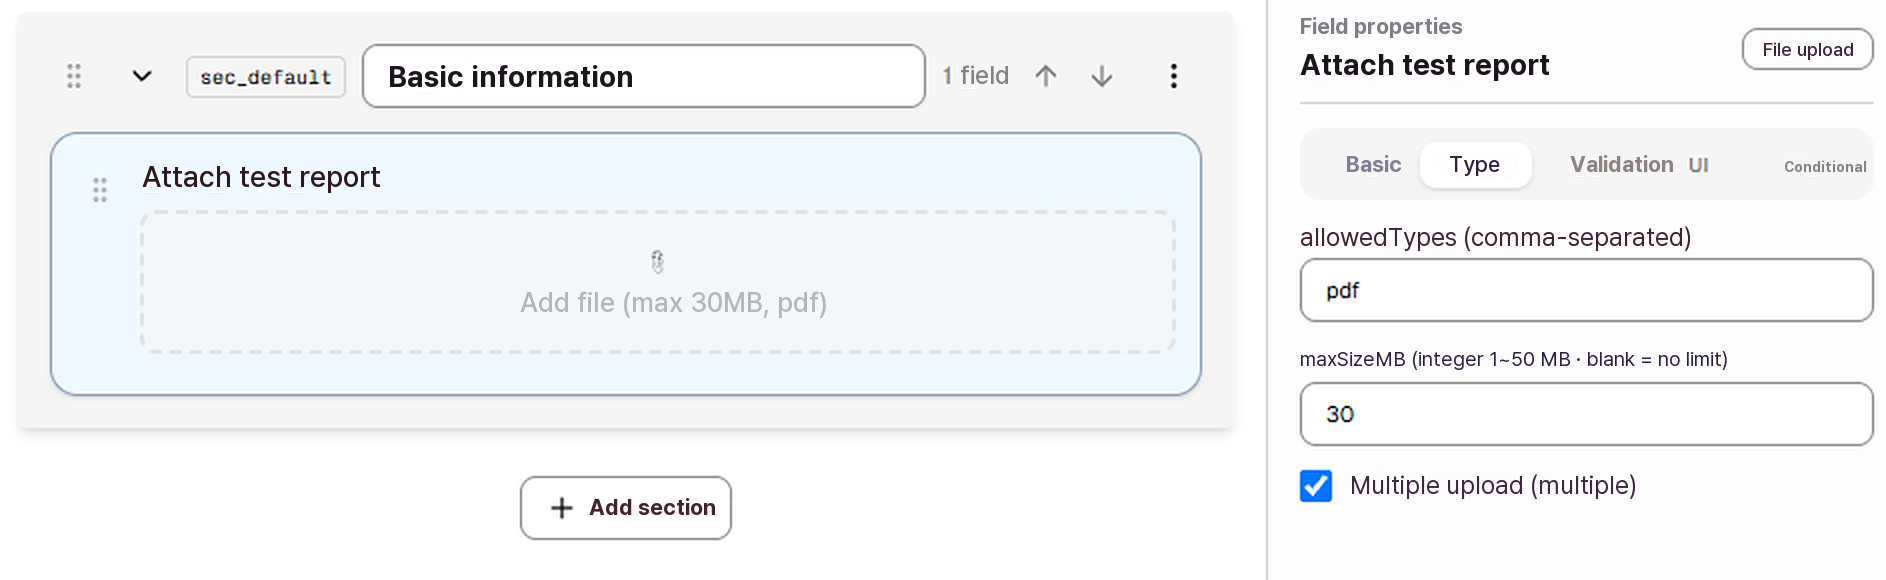 sec_default
Basic information
1 field
Attach test report
Add file (max 30MB, pdf)
+ Add section
Field properties
Attach test report
File upload
Basic
Type
Validation
UI
Conditional
allowedTypes (comma-separated)
pdf
maxSizeMB (integer 1~50 MB · blank = no limit)
30
Multiple upload (multiple)